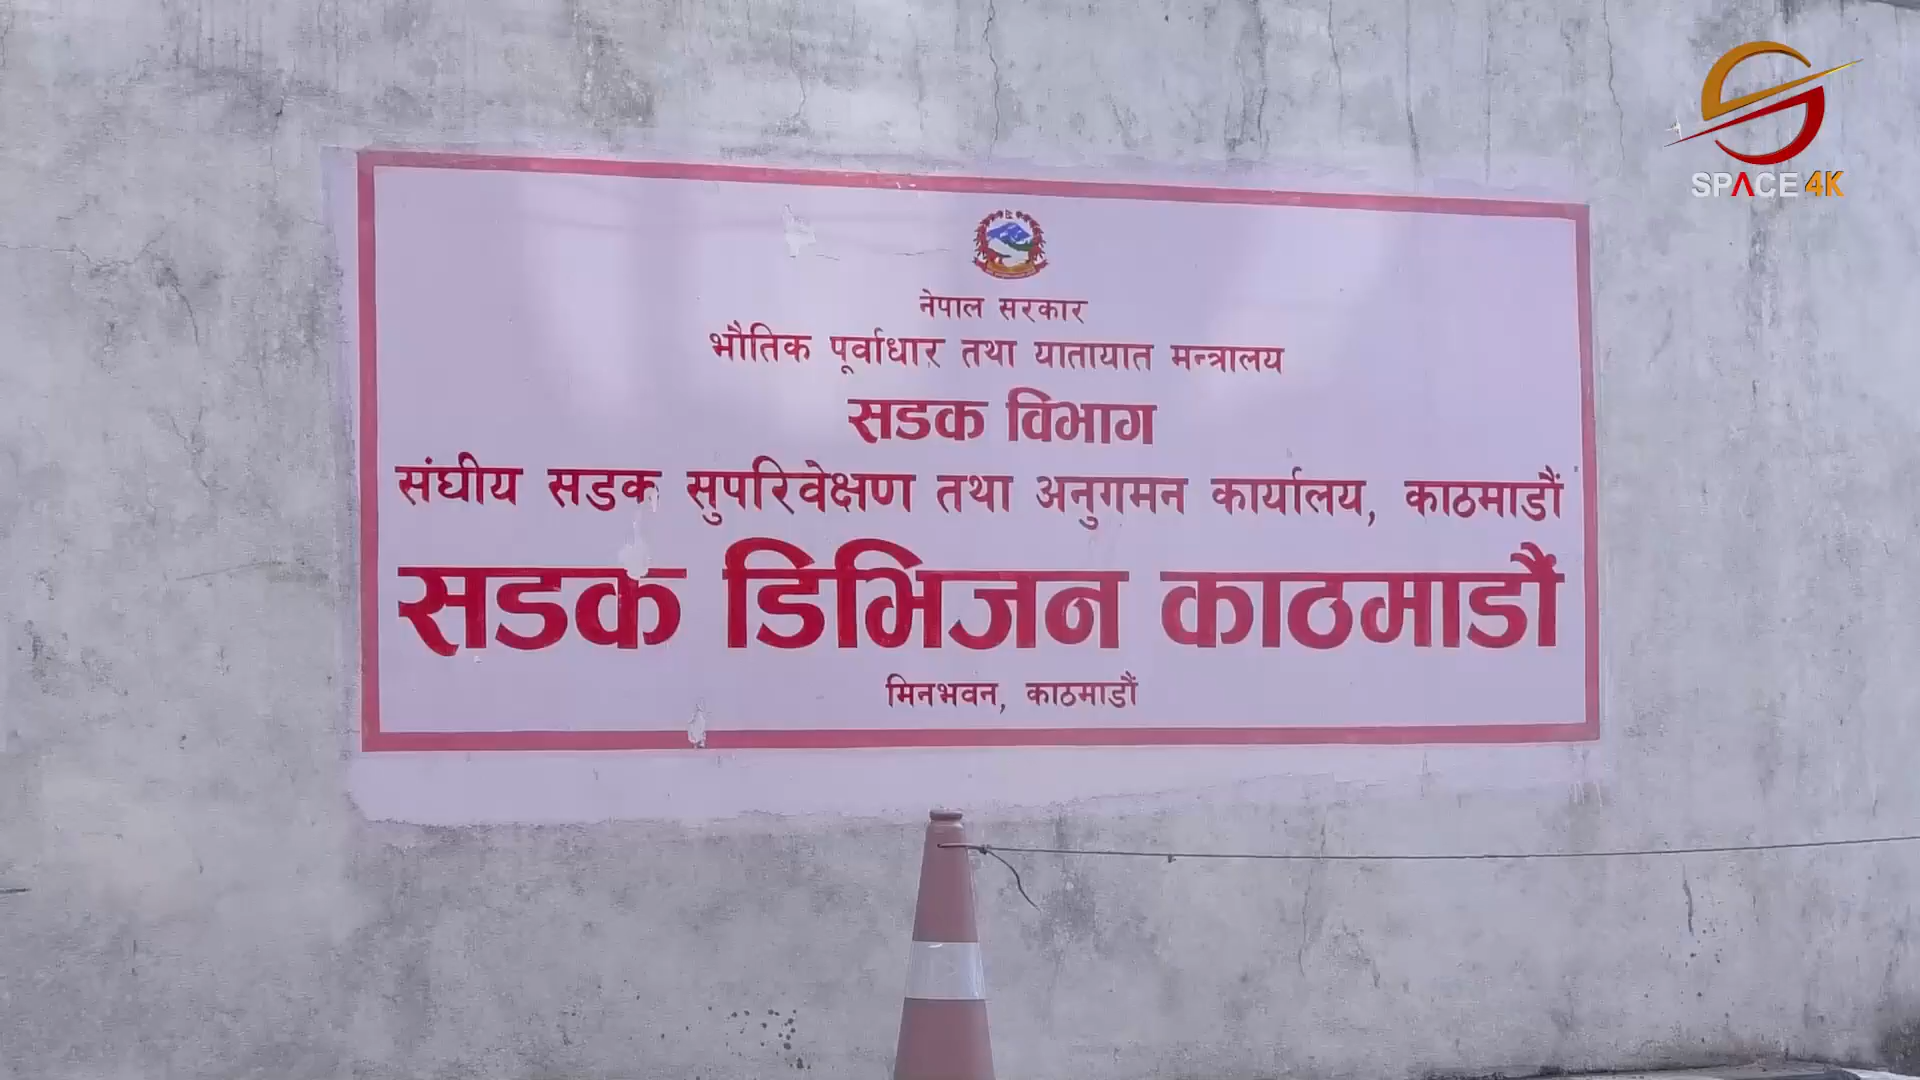 SPACE 4K
नेपाल सरकार
भौतिक पूर्वाधार तथा यातायात मन्त्रालय
सडक विभाग
संघीय सडक सुपरिवेक्षण तथा अनुगमन कार्यालय, काठमाडौं
सडक डिभिजन काठमाडौं
मिनभवन, काठमाडौं